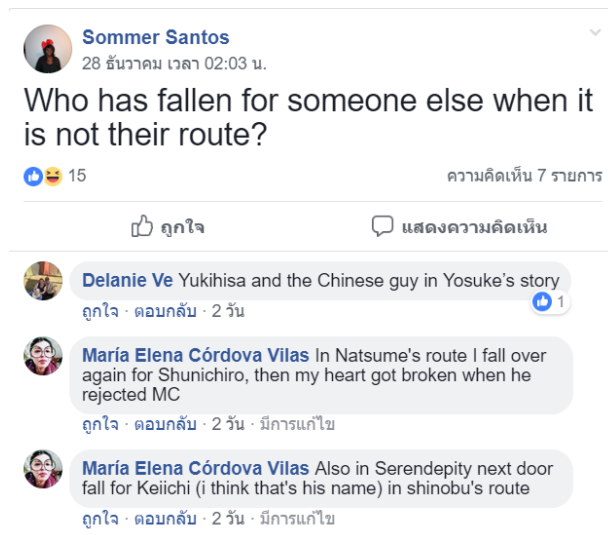 Sommer Santos
28 ธันวาคม เวลา 02:03 น.
Who has fallen for someone else when it
is not their route?
15
ความคิดเห็น 7 รายการ
ถูกใจ
แสดงความคิดเห็น
Delanie Ve Yukihisa and the Chinese guy in Yosuke's story
1
ถูกใจ · ตอบกลับ · 2 วัน
María Elena Córdova Vilas In Natsume's route I fall over
again for Shunichiro, then my heart got broken when he
rejected MC
ถูกใจ · ตอบกลับ · 2 วัน · มีการแก้ไข
María Elena Córdova Vilas Also in Serendepity next door
fall for Keiichi (i think that's his name) in shinobu's route
ถูกใจ · ตอบกลับ · 2 วัน · มีการแก้ไข